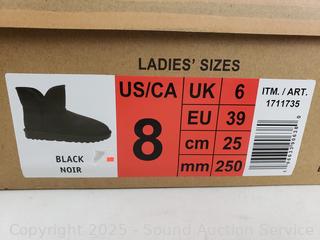 LADIES' SIZES
US/CA UK 6 ITM. / ART.
8 EU 39 1711735
cm 25
mm 250
BLACK
NOIR
Copyright 2025 - Sound Auction Service